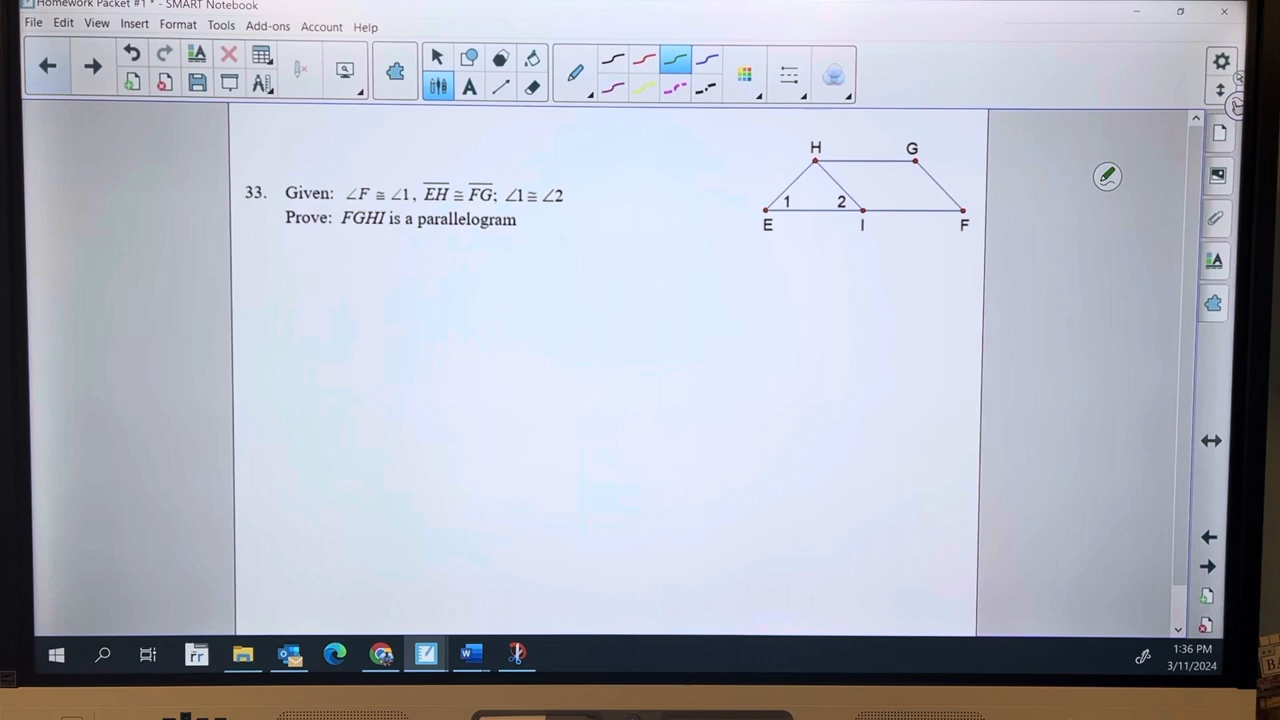 Homework Packet #1 * - SMART Notebook
File Edit View Insert Format Tools Add-ons Account Help
33. Given: ∠F ≅ ∠1, EH ≅ FG; ∠1 ≅ ∠2
Prove: FGHI is a parallelogram
H G
1 2
E I F
1:36 PM
3/11/2024